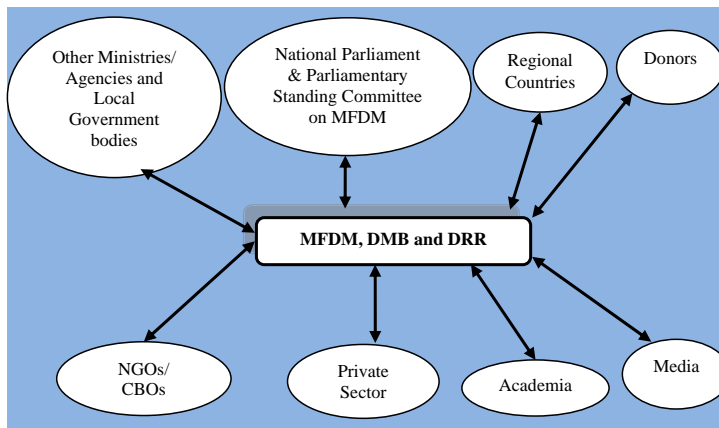 Other Ministries/
Agencies and
Local
Government
bodies
National Parliament
& Parliamentary
Standing Committee
on MFDM
Regional
Countries
Donors
MFDM, DMB and DRR
NGOs/
CBOs
Private
Sector
Academia
Media